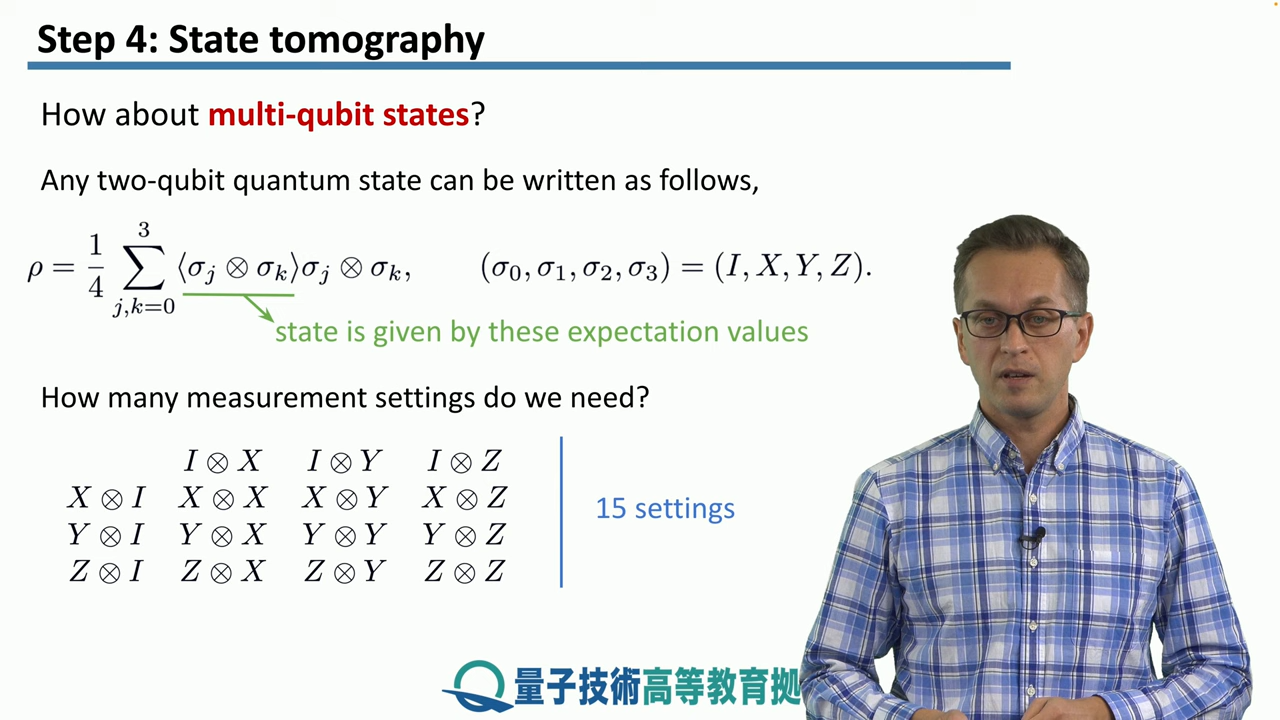 Step 4: State tomography
How about multi-qubit states?
Any two-qubit quantum state can be written as follows,
ρ = 1/4 ∑_{j,k=0}^{3} ⟨σ_j ⊗ σ_k⟩σ_j ⊗ σ_k, (σ_0, σ_1, σ_2, σ_3) = (I, X, Y, Z).
state is given by these expectation values
How many measurement settings do we need?
I ⊗ X I ⊗ Y I ⊗ Z
X ⊗ I X ⊗ X X ⊗ Y X ⊗ Z
Y ⊗ I Y ⊗ X Y ⊗ Y Y ⊗ Z
Z ⊗ I Z ⊗ X Z ⊗ Y Z ⊗ Z
15 settings
量子技術高等教育拠